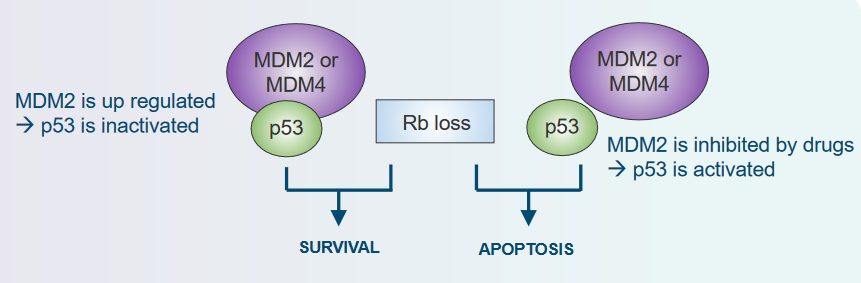 MDM2 or
MDM4
MDM2 is up regulated
→ p53 is inactivated
p53
Rb loss
MDM2 or
MDM4
p53
MDM2 is inhibited by drugs
→ p53 is activated
SURVIVAL
APOPTOSIS